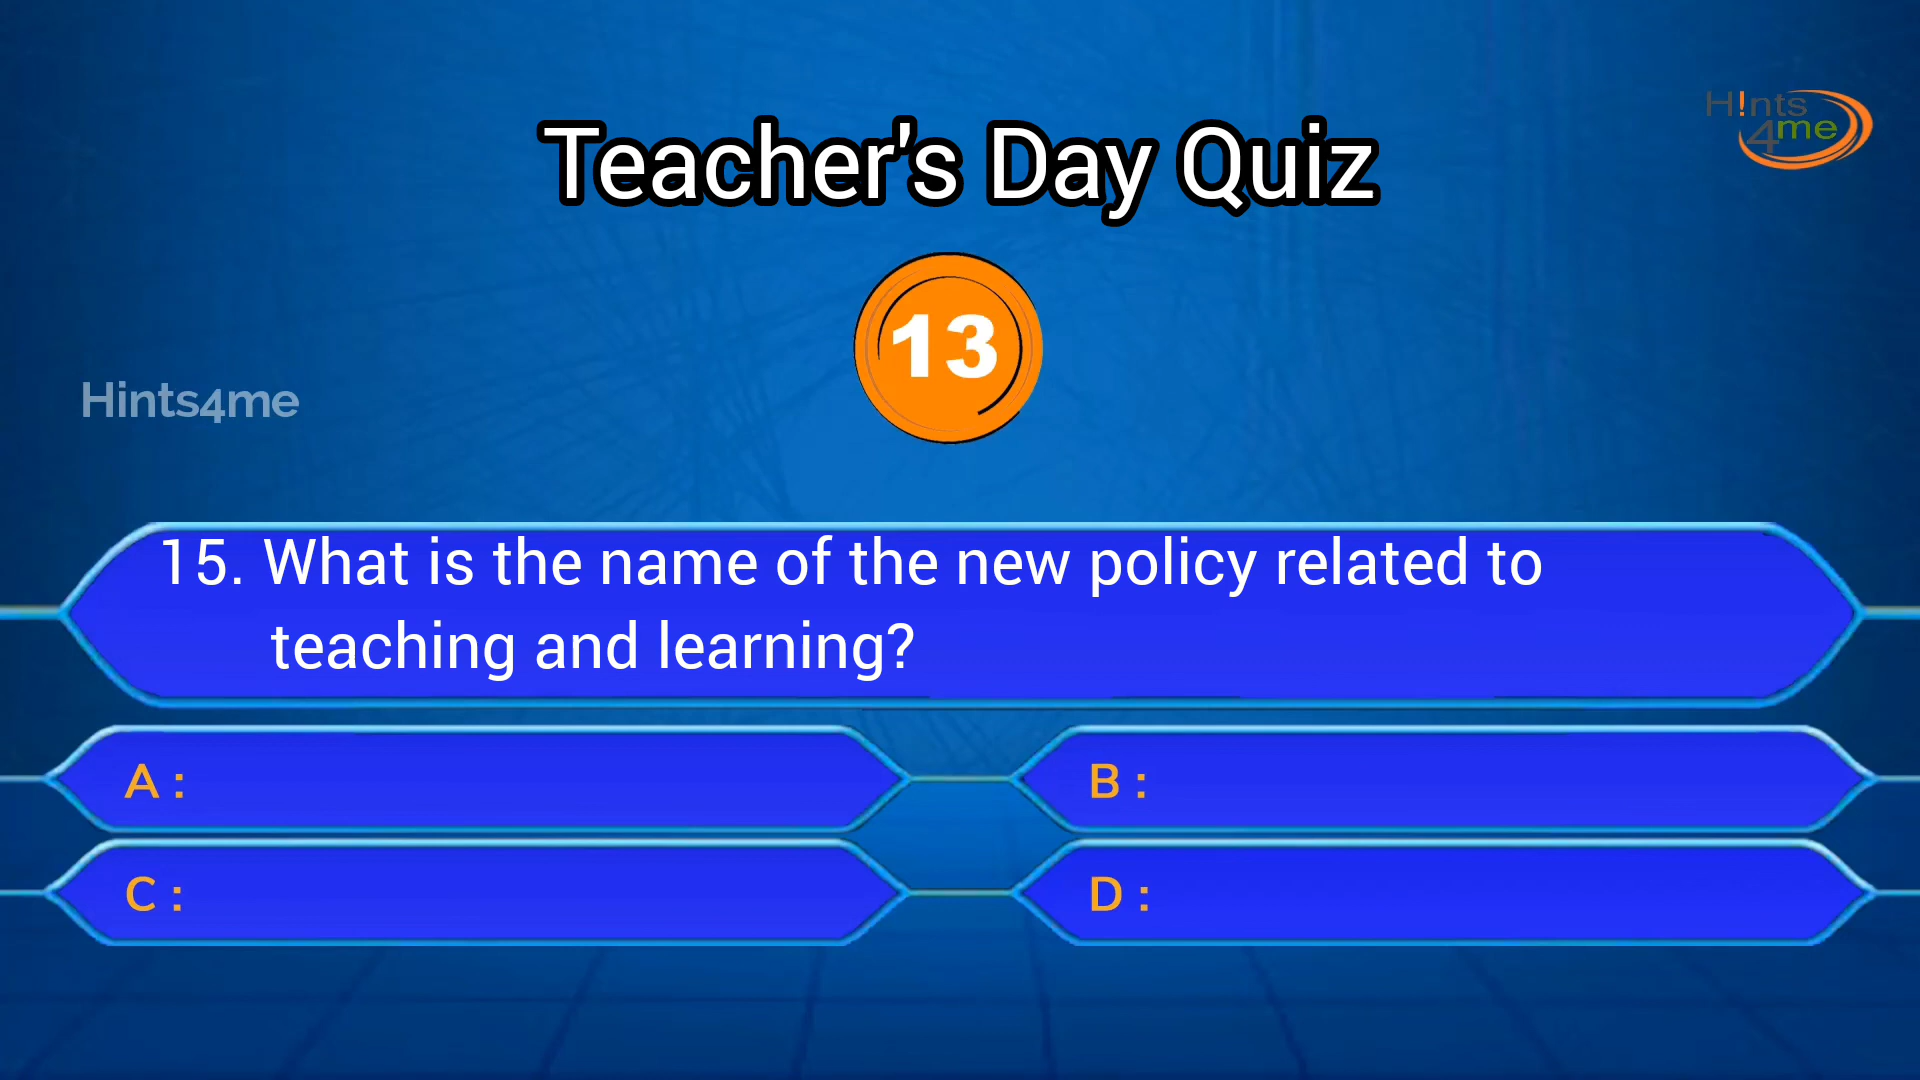 H!nts
4me
Teacher's Day Quiz
13
Hints4me
15. What is the name of the new policy related to
teaching and learning?
A :
B :
C :
D :